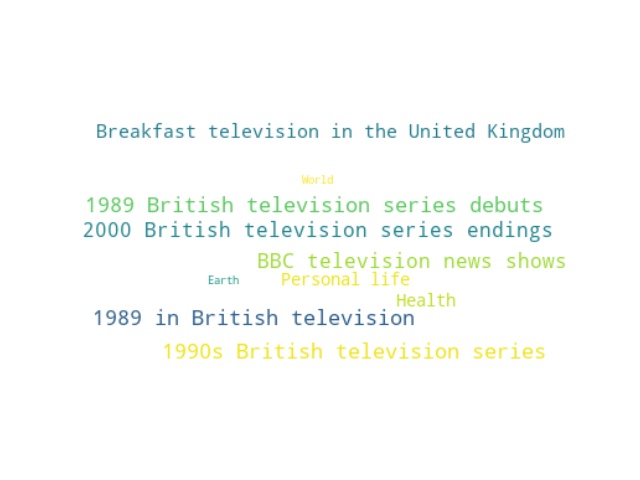 Breakfast television in the United Kingdom
World
1989 British television series debuts
2000 British television series endings
BBC television news shows
Earth Personal life
Health
1989 in British television
1990s British television series